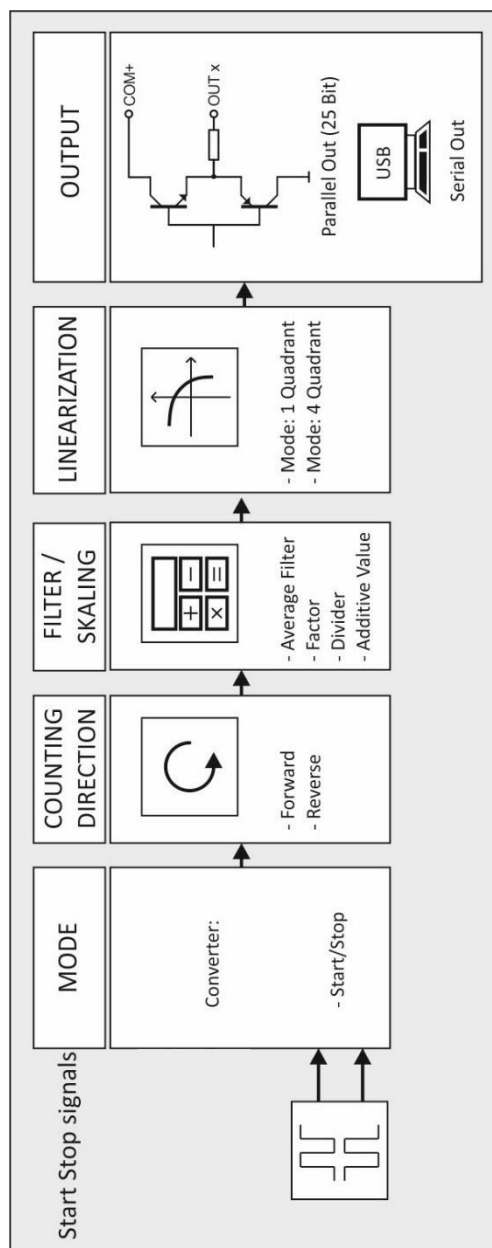 Start Stop signals
MODE
Converter:
- Start/Stop
COUNTING
DIRECTION
- Forward
- Reverse
FILTER /
SKALING
+
−
×
=
- Average Filter
- Factor
- Divider
- Additive Value
LINEARIZATION
- Mode: 1 Quadrant
- Mode: 4 Quadrant
OUTPUT
COM+
OUT x
Parallel Out (25 Bit)
USB
Serial Out